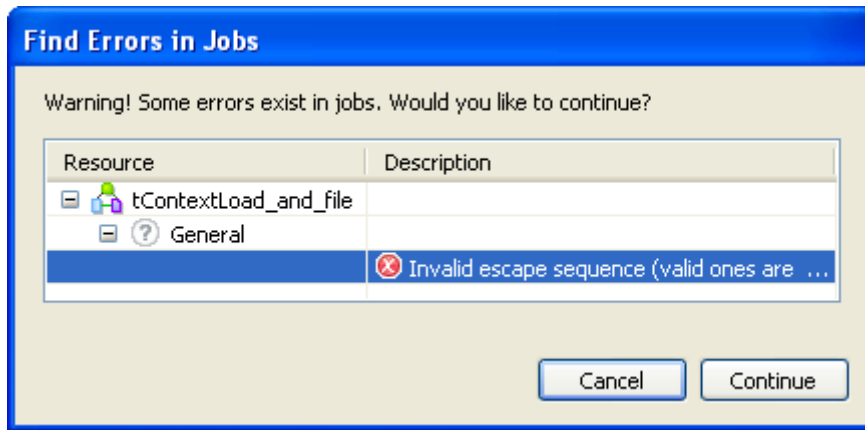 Find Errors in Jobs
Warning! Some errors exist in jobs. Would you like to continue?
Resource Description
tContextLoad_and_file
? General
Invalid escape sequence (valid ones are ...
Cancel Continue